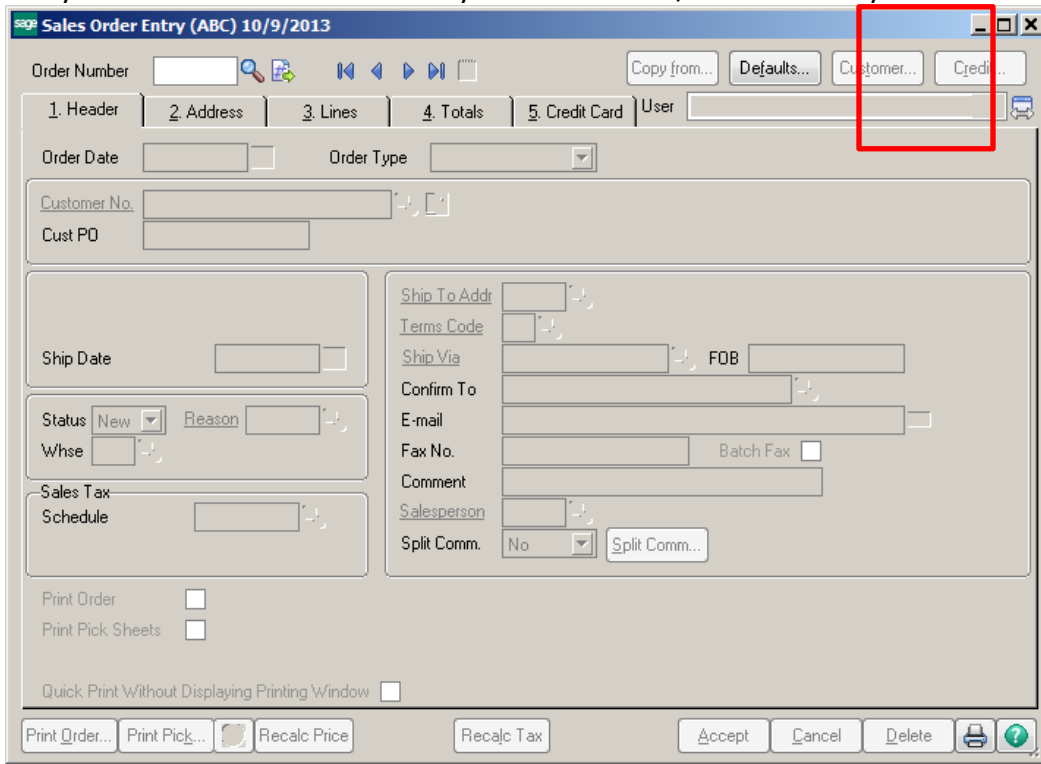 sage Sales Order Entry (ABC) 10/9/2013
Order Number Copy from... Defaults... Customer... Credit...
1. Header 2. Address 3. Lines 4. Totals 5. Credit Card User
Order Date Order Type
Customer No.
Cust PO
Ship To Addr
Terms Code
Ship Date Ship Via FOB
Confirm To
Status New Reason E-mail
Whse Fax No. Batch Fax
Comment
Sales Tax
Schedule Salesperson
Split Comm. No Split Comm...
Print Order
Print Pick Sheets
Quick Print Without Displaying Printing Window
Print Order... Print Pick... Recalc Price Recalc Tax Accept Cancel Delete